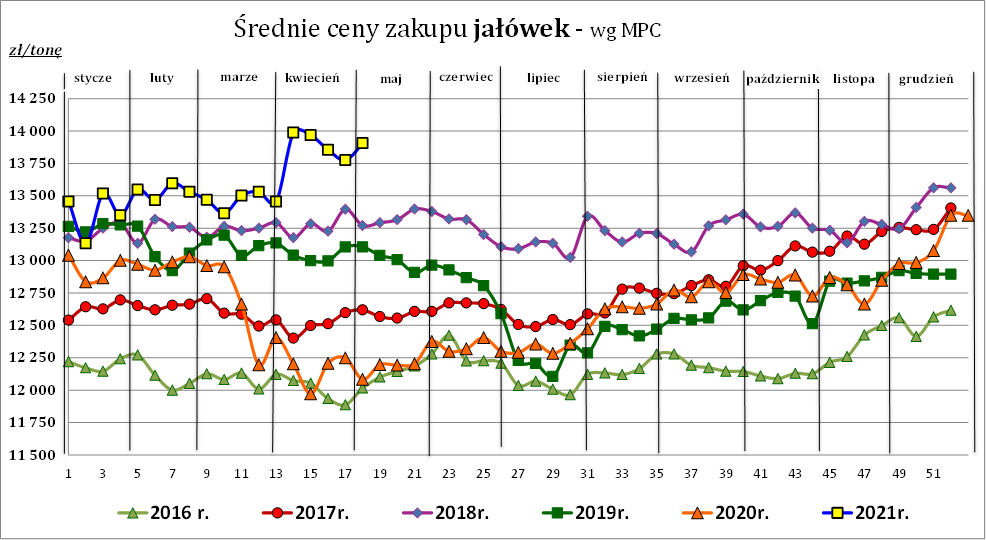 Średnie ceny zakupu jałówek - wg MPC
zł/tonę
stycze luty marze kwiecień maj czerwiec lipiec sierpień wrzesień październik listopa grudzień
14 250
14 000
13 750
13 500
13 250
13 000
12 750
12 500
12 250
12 000
11 750
11 500
1 3 5 7 9 11 13 15 17 19 21 23 25 27 29 31 33 35 37 39 41 43 45 47 49 51
2016 r. 2017r. 2018r. 2019r. 2020r. 2021r.